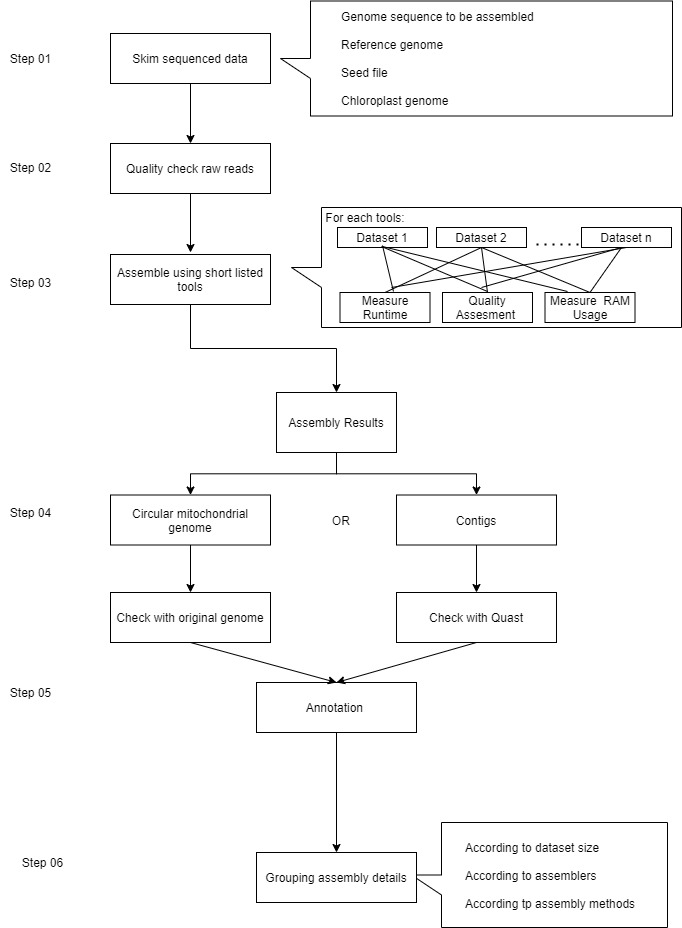 Step 01
Skim sequenced data
Genome sequence to be assembled
Reference genome
Seed file
Chloroplast genome
Step 02
Quality check raw reads
Step 03
Assemble using short listed
tools
For each tools:
Dataset 1
Dataset 2
......
Dataset n
Measure
Runtime
Quality
Assesment
Measure RAM
Usage
Assembly Results
Step 04
Circular mitochondrial
genome
OR
Contigs
Check with original genome
Check with Quast
Step 05
Annotation
Step 06
Grouping assembly details
According to dataset size
According to assemblers
According tp assembly methods